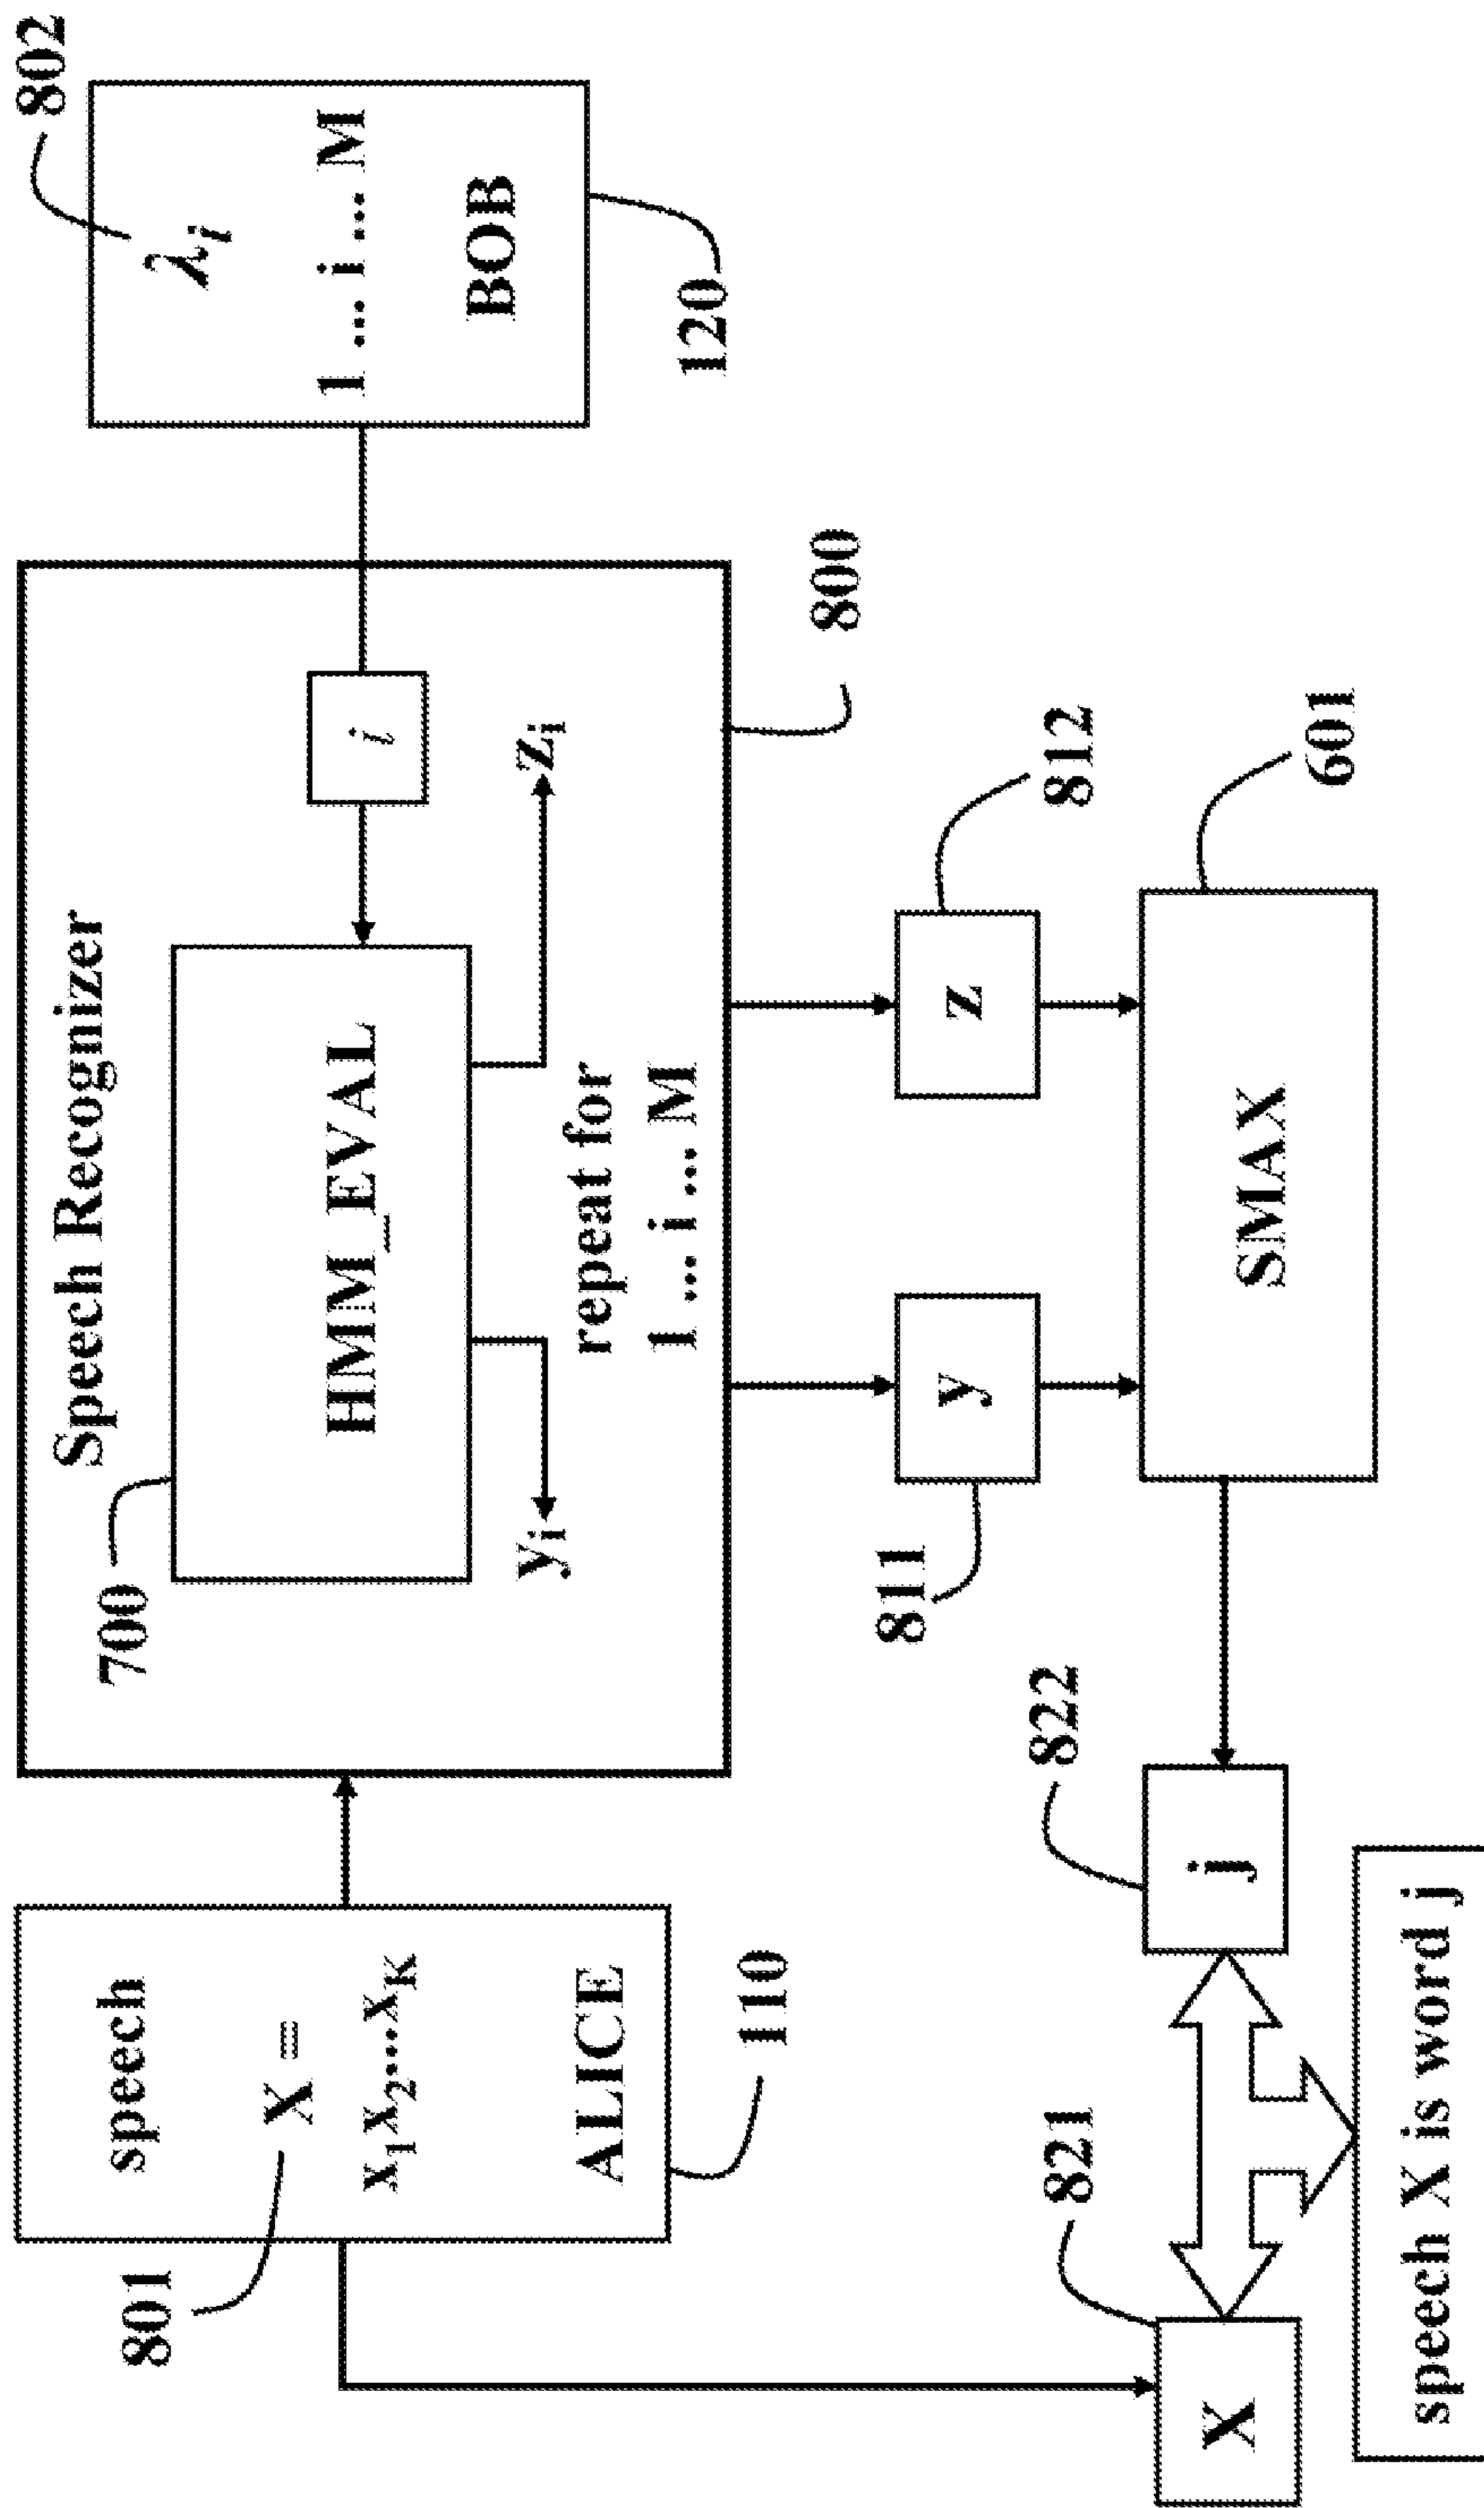 801
speech
X =
x₁x₂...x_K
ALICE
110
Speech Recognizer
700
HMM_EVAL
i
yᵢ
zᵢ
repeat for
1 ... i ... M
800
802
λᵢ
1 ... i ... M
BOB
120
811
y
z
812
SMAX
601
822
j
821
X
speech X is word j